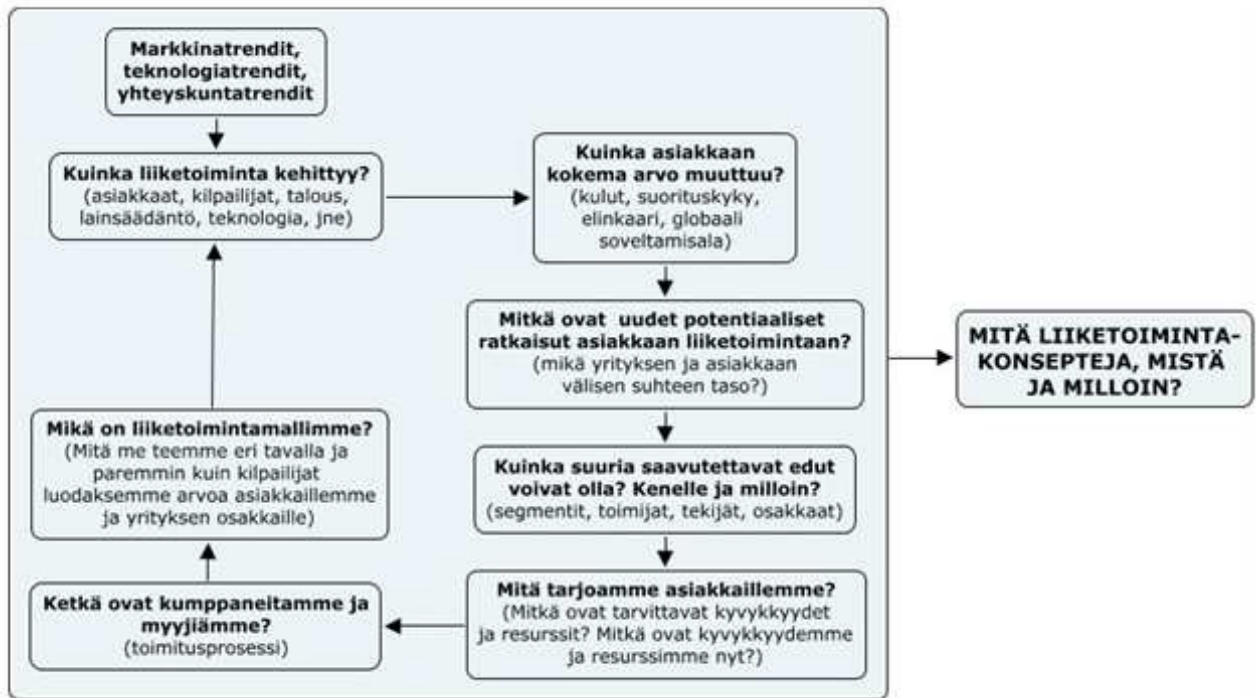 Markkinatrendit,
teknologiatrendit,
yhteyskuntatrendit
Kuinka liiketoiminta kehittyy?
(asiakkaat, kilpailijat, talous,
lainsäädäntö, teknologia, jne)
Kuinka asiakkaan
kokema arvo muuttuu?
(kulut, suorituskyky,
elinkaari, globaali
soveltamisala)
Mitkä ovat uudet potentiaaliset
ratkaisut asiakkaan liiketoimintaan?
(mikä yrityksen ja asiakkaan
välisen suhteen taso?)
Kuinka suuria saavutettavat edut
voivat olla? Kenelle ja milloin?
(segmentit, toimijat, tekijät, osakkaat)
Mitä tarjoamme asiakkaillemme?
(Mitkä ovat tarvittavat kyvykkyydet
ja resurssit? Mitkä ovat kyvykkyydemme
ja resurssimme nyt?)
Ketkä ovat kumppaneitamme ja
myyjiämme?
(toimitusprosessi)
Mikä on liiketoimintamallimme?
(Mitä me teemme eri tavalla ja
paremmin kuin kilpailijat
luodaksemme arvoa asiakkaillemme
ja yrityksen osakkaille)
MITÄ LIIKETOIMINTA-
KONSEPTEJA, MISTÄ
JA MILLOIN?